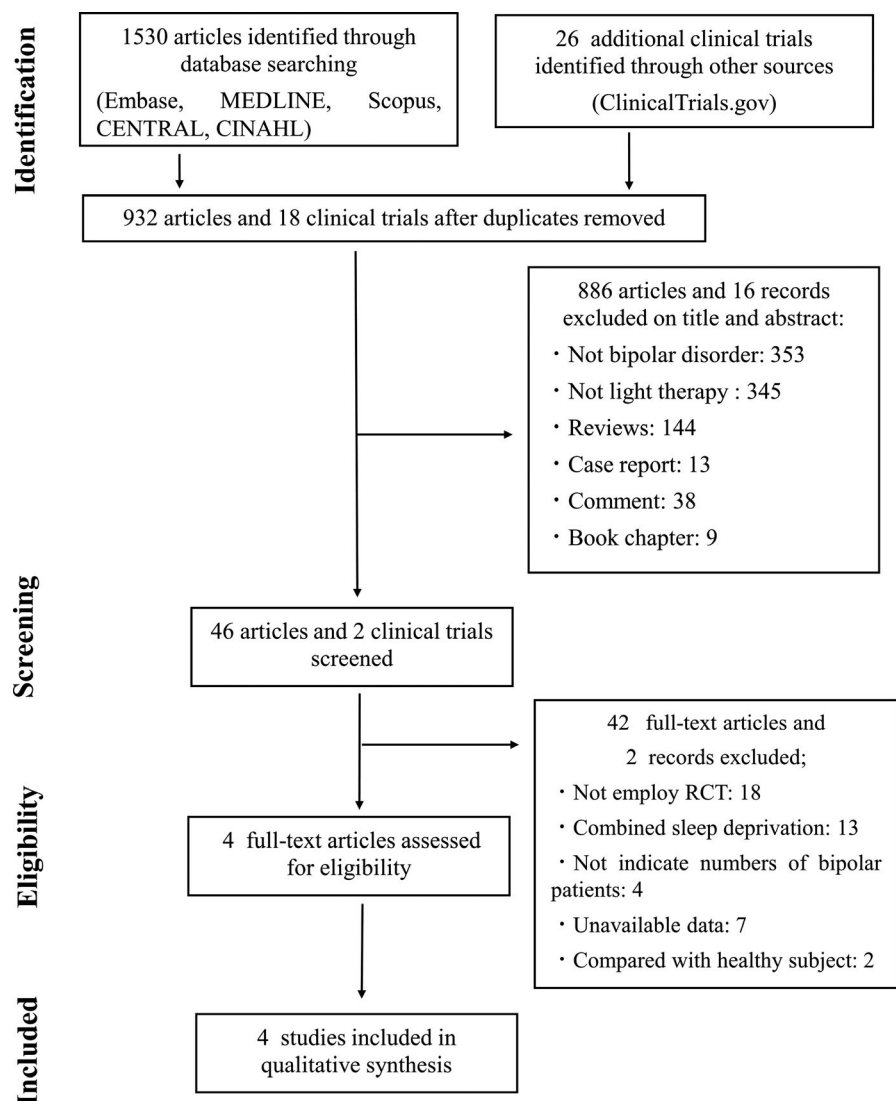 Identification
1530 articles identified through
database searching
(Embase, MEDLINE, Scopus,
CENTRAL, CINAHL)
26 additional clinical trials
identified through other sources
(ClinicalTrials.gov)
932 articles and 18 clinical trials after duplicates removed
886 articles and 16 records
excluded on title and abstract:
・Not bipolar disorder: 353
・Not light therapy : 345
・Reviews: 144
・Case report: 13
・Comment: 38
・Book chapter: 9
Screening
46 articles and 2 clinical trials
screened
42 full-text articles and
2 records excluded;
・Not employ RCT: 18
・Combined sleep deprivation: 13
・Not indicate numbers of bipolar
patients: 4
・Unavailable data: 7
・Compared with healthy subject: 2
Eligibility
4 full-text articles assessed
for eligibility
Included
4 studies included in
qualitative synthesis